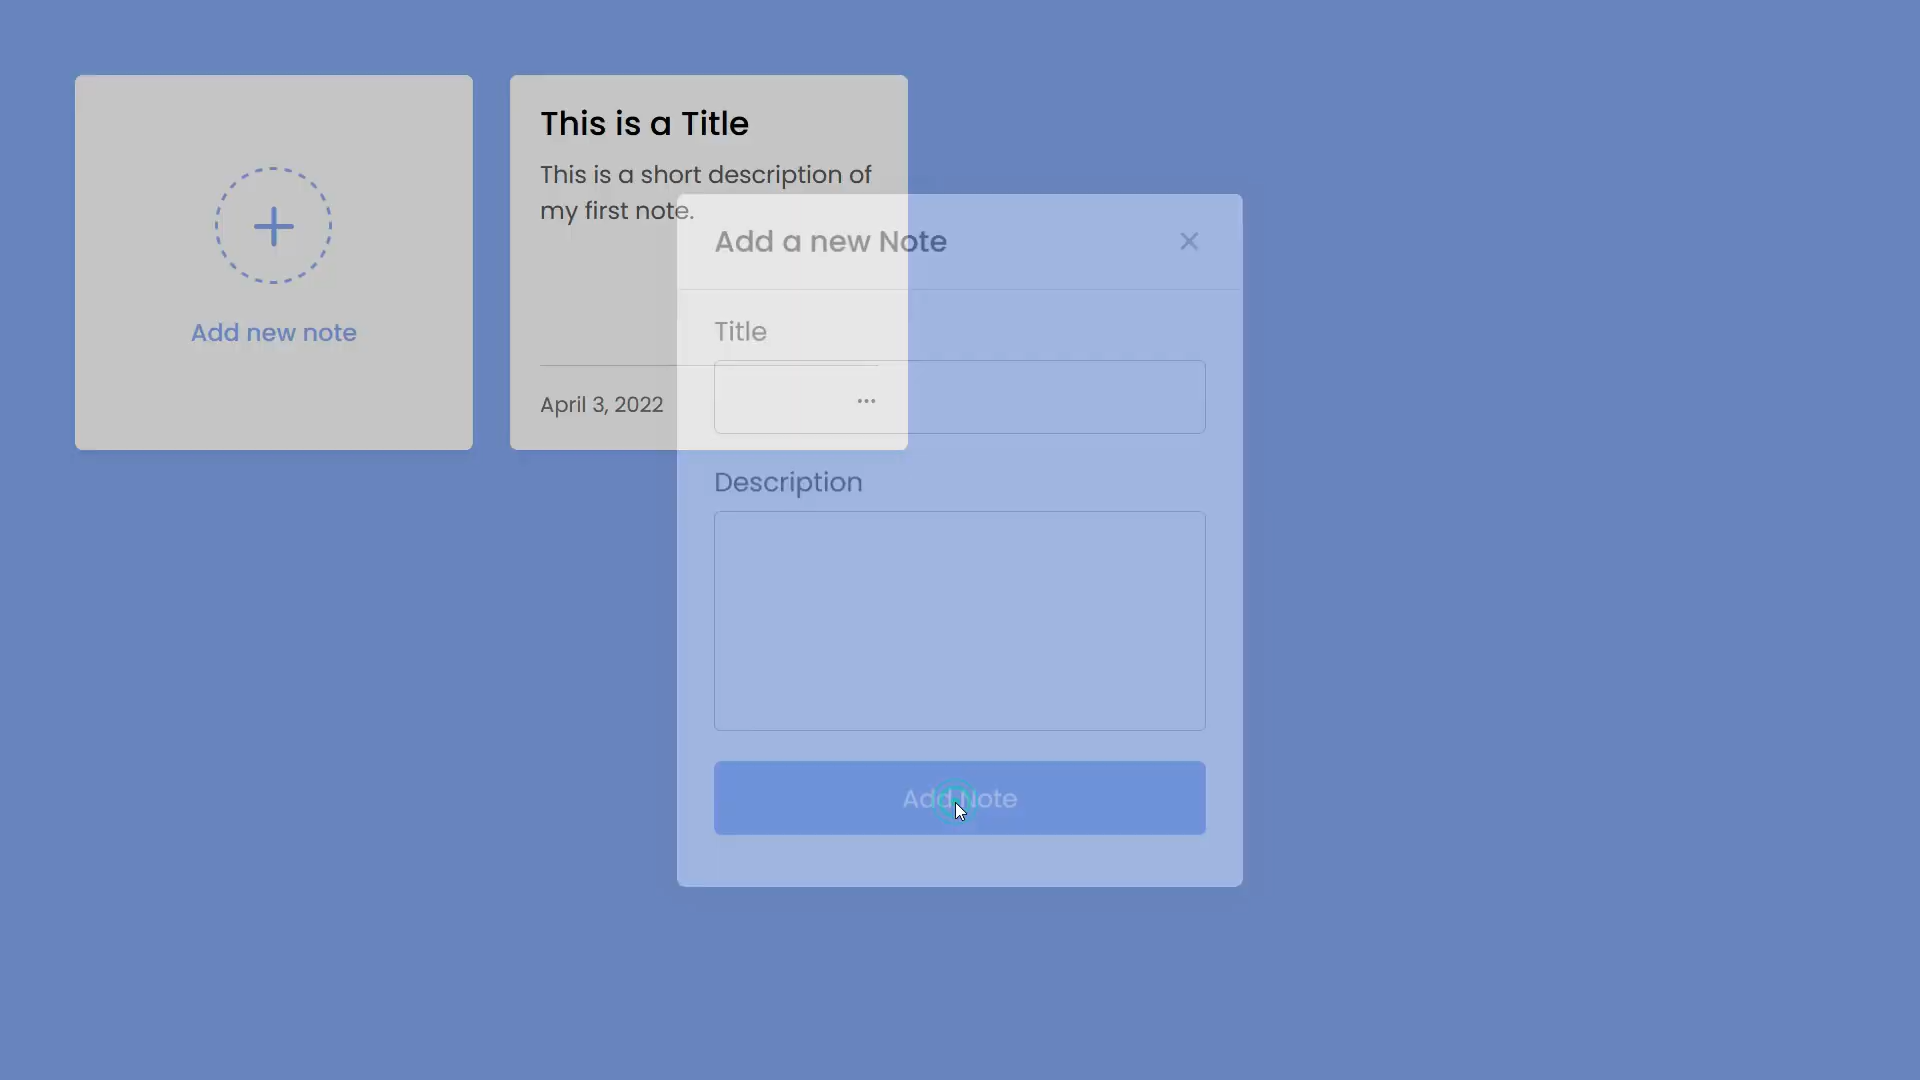 Add new note
This is a Title
This is a short description of
my first note.
April 3, 2022
Add a new Note
Title
Description
Add Note